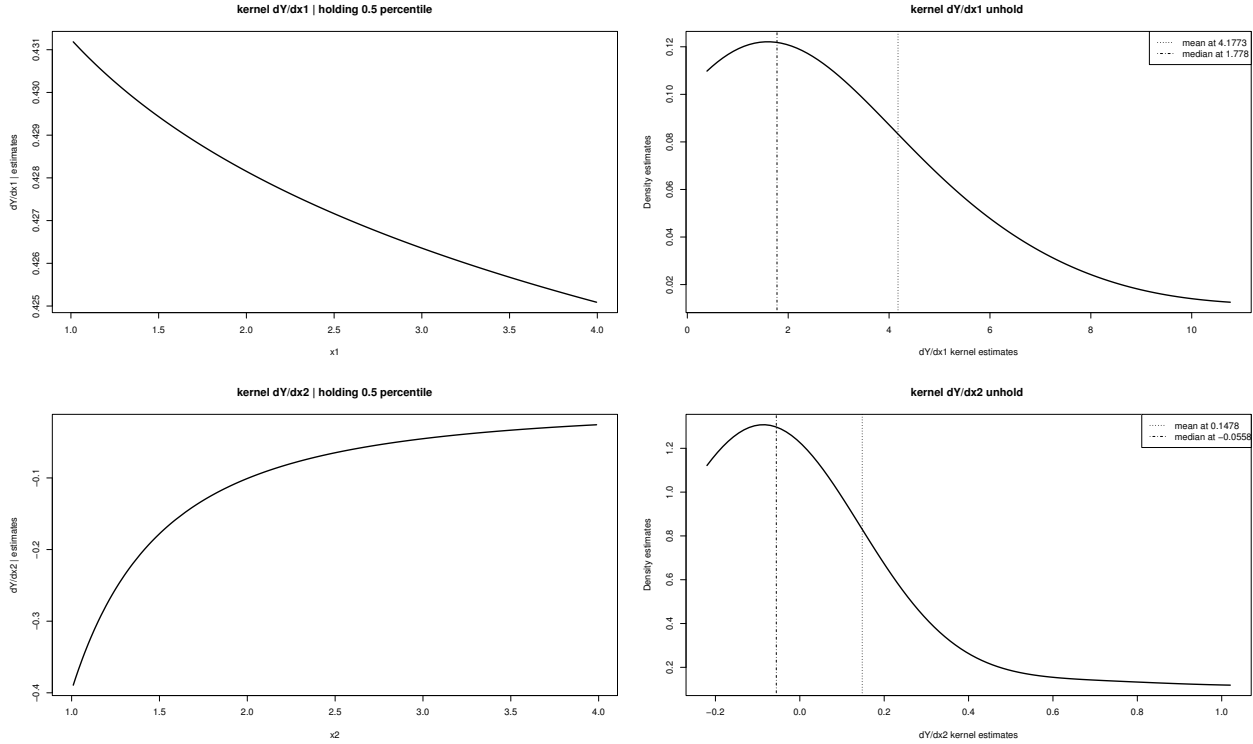 kernel dY/dx1 | holding 0.5 percentile
dY/dx1 | estimates
0.431
0.430
0.429
0.428
0.427
0.426
0.425
1.0 1.5 2.0 2.5 3.0 3.5 4.0
x1
kernel dY/dx1 unhold
mean at 4.1773
median at 1.778
Density estimates
0.12
0.10
0.08
0.06
0.04
0.02
0 2 4 6 8 10
dY/dx1 kernel estimates
kernel dY/dx2 | holding 0.5 percentile
dY/dx2 | estimates
−0.1
−0.2
−0.3
−0.4
1.0 1.5 2.0 2.5 3.0 3.5 4.0
x2
kernel dY/dx2 unhold
mean at 0.1478
median at −0.0558
Density estimates
1.2
1.0
0.8
0.6
0.4
0.2
−0.2 0.0 0.2 0.4 0.6 0.8 1.0
dY/dx2 kernel estimates